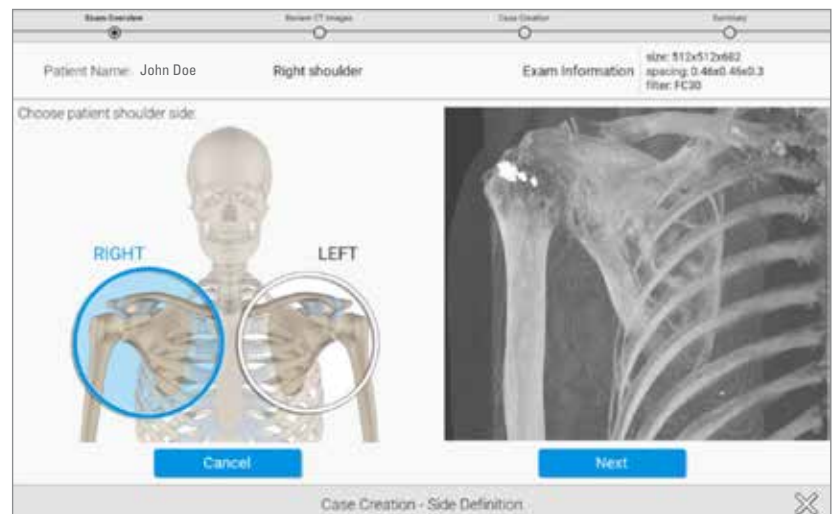 Exam Overview
Review CT Images
Case Creation
Summary
Patient Name: John Doe
Right shoulder
Exam Information
size: 512x512x682
spacing: 0.46x0.46x0.3
filter: FC30
Choose patient shoulder side:
RIGHT
LEFT
Cancel
Next
Case Creation - Side Definition